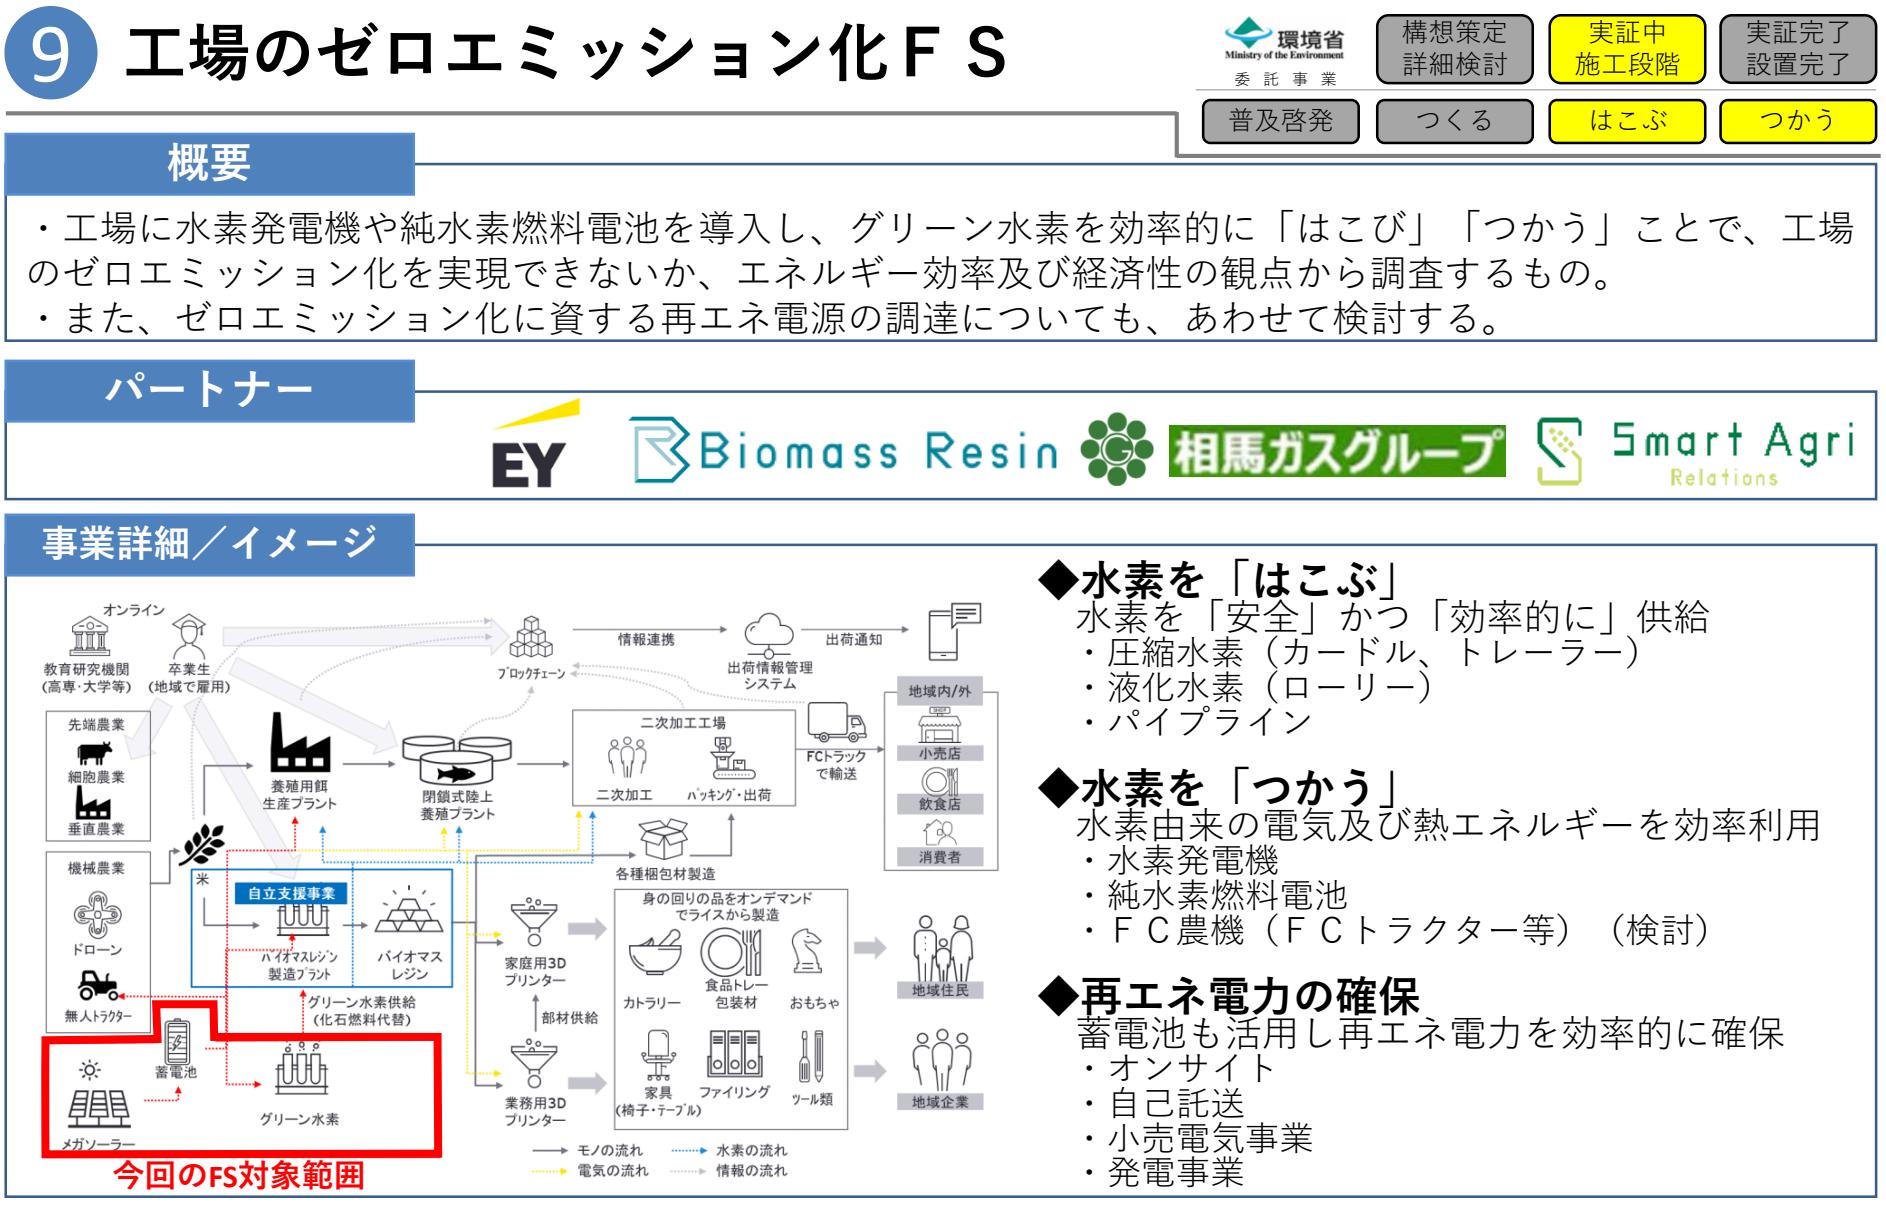 9
工場のゼロエミッション化ＦＳ
環境省
Ministry of the Environment
委託事業
構想策定
詳細検討
実証中
施工段階
実証完了
設置完了
普及啓発
つくる
はこぶ
つかう
概要
・工場に水素発電機や純水素燃料電池を導入し、グリーン水素を効率的に「はこび」「つかう」ことで、工場
のゼロエミッション化を実現できないか、エネルギー効率及び経済性の観点から調査するもの。
・また、ゼロエミッション化に資する再エネ電源の調達についても、あわせて検討する。
パートナー
EY
Biomass Resin
G
相馬ガスグループ
Smart Agri
Relations
事業詳細／イメージ
オンライン
教育研究機関
(高専･大学等)
卒業生
(地域で雇用)
ブロックチェーン
情報連携
出荷情報管理
システム
出荷通知
先端農業
細胞農業
垂直農業
養殖用餌
生産プラント
閉鎖式陸上
養殖プラント
二次加工工場
二次加工
パッキング･出荷
FCトラック
で輸送
地域内/外
SHOP
小売店
飲食店
消費者
機械農業
ドローン
無人トラクター
米
自立支援事業
バイオマスレジン
製造プラント
バイオマス
レジン
各種梱包材製造
グリーン水素供給
(化石燃料代替)
家庭用3D
プリンター
部材供給
業務用3D
プリンター
身の回りの品をオンデマンド
でライスから製造
カトラリー
食品トレー
包装材
おもちゃ
家具
(椅子･テーブル)
ファイリング
ツール類
地域住民
地域企業
蓄電池
メガソーラー
グリーン水素
今回のFS対象範囲
モノの流れ
水素の流れ
電気の流れ
情報の流れ
◆水素を「はこぶ」
水素を「安全」かつ「効率的に」供給
・圧縮水素（カードル、トレーラー）
・液化水素（ローリー）
・パイプライン
◆水素を「つかう」
水素由来の電気及び熱エネルギーを効率利用
・水素発電機
・純水素燃料電池
・ＦＣ農機（ＦＣトラクター等）（検討）
◆再エネ電力の確保
蓄電池も活用し再エネ電力を効率的に確保
・オンサイト
・自己託送
・小売電気事業
・発電事業